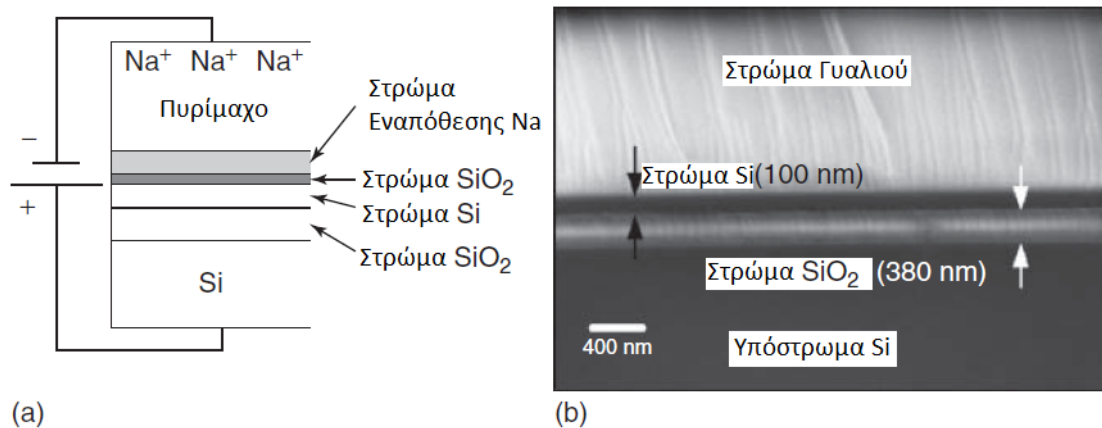 Na⁺ Na⁺ Na⁺
Πυρίμαχο
Στρώμα
Εναπόθεσης Na
−
+
Στρώμα SiO₂
Στρώμα Si
Στρώμα SiO₂
Si
(a)
Στρώμα Γυαλιού
Στρώμα Si (100 nm)
Στρώμα SiO₂ (380 nm)
400 nm
Υπόστρωμα Si
(b)